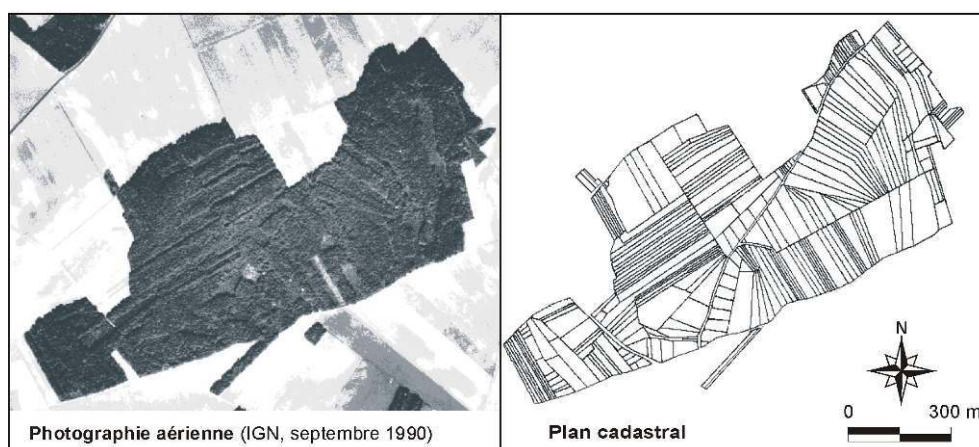 Photographie aérienne (IGN, septembre 1990)
Plan cadastral
N
0 300 m